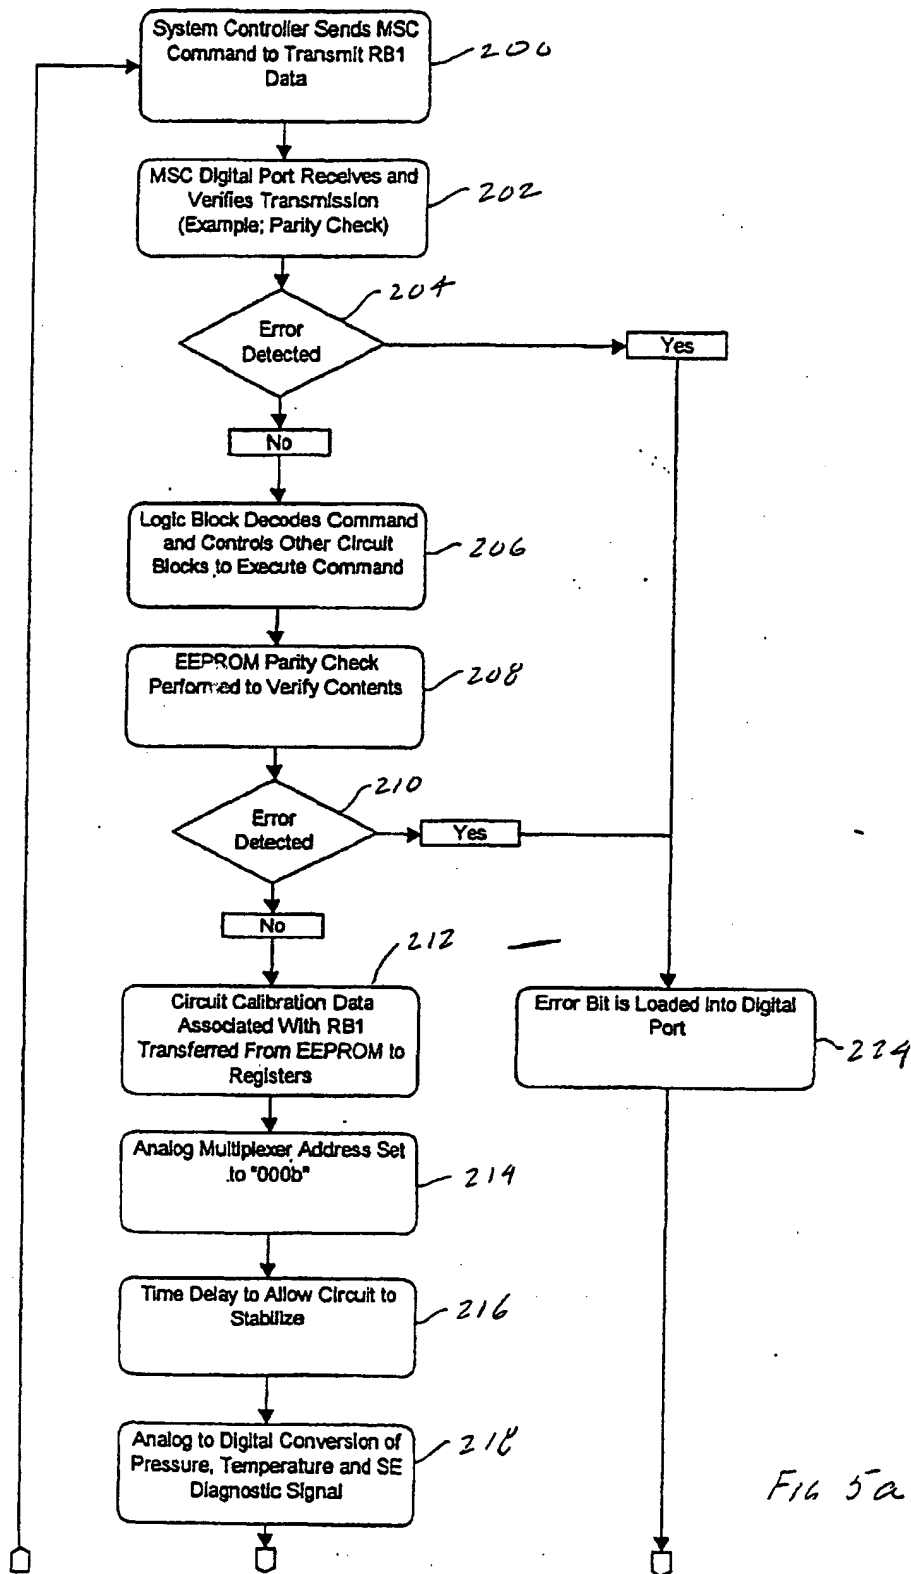 System Controller Sends MSC
Command to Transmit RB1
Data
200
MSC Digital Port Receives and
Verifies Transmission
(Example; Parity Check)
202
204
Error
Detected
Yes
No
Logic Block Decodes Command
and Controls Other Circuit
Blocks to Execute Command
206
EEPROM Parity Check
Performed to Verify Contents
208
210
Error
Detected
Yes
No
212
Circuit Calibration Data
Associated With RB1
Transferred From EEPROM to
Registers
Error Bit is Loaded into Digital
Port
224
Analog Multiplexer Address Set
to "000b"
214
Time Delay to Allow Circuit to
Stabilize
216
Analog to Digital Conversion of
Pressure, Temperature and SE
Diagnostic Signal
218
FIG 5a